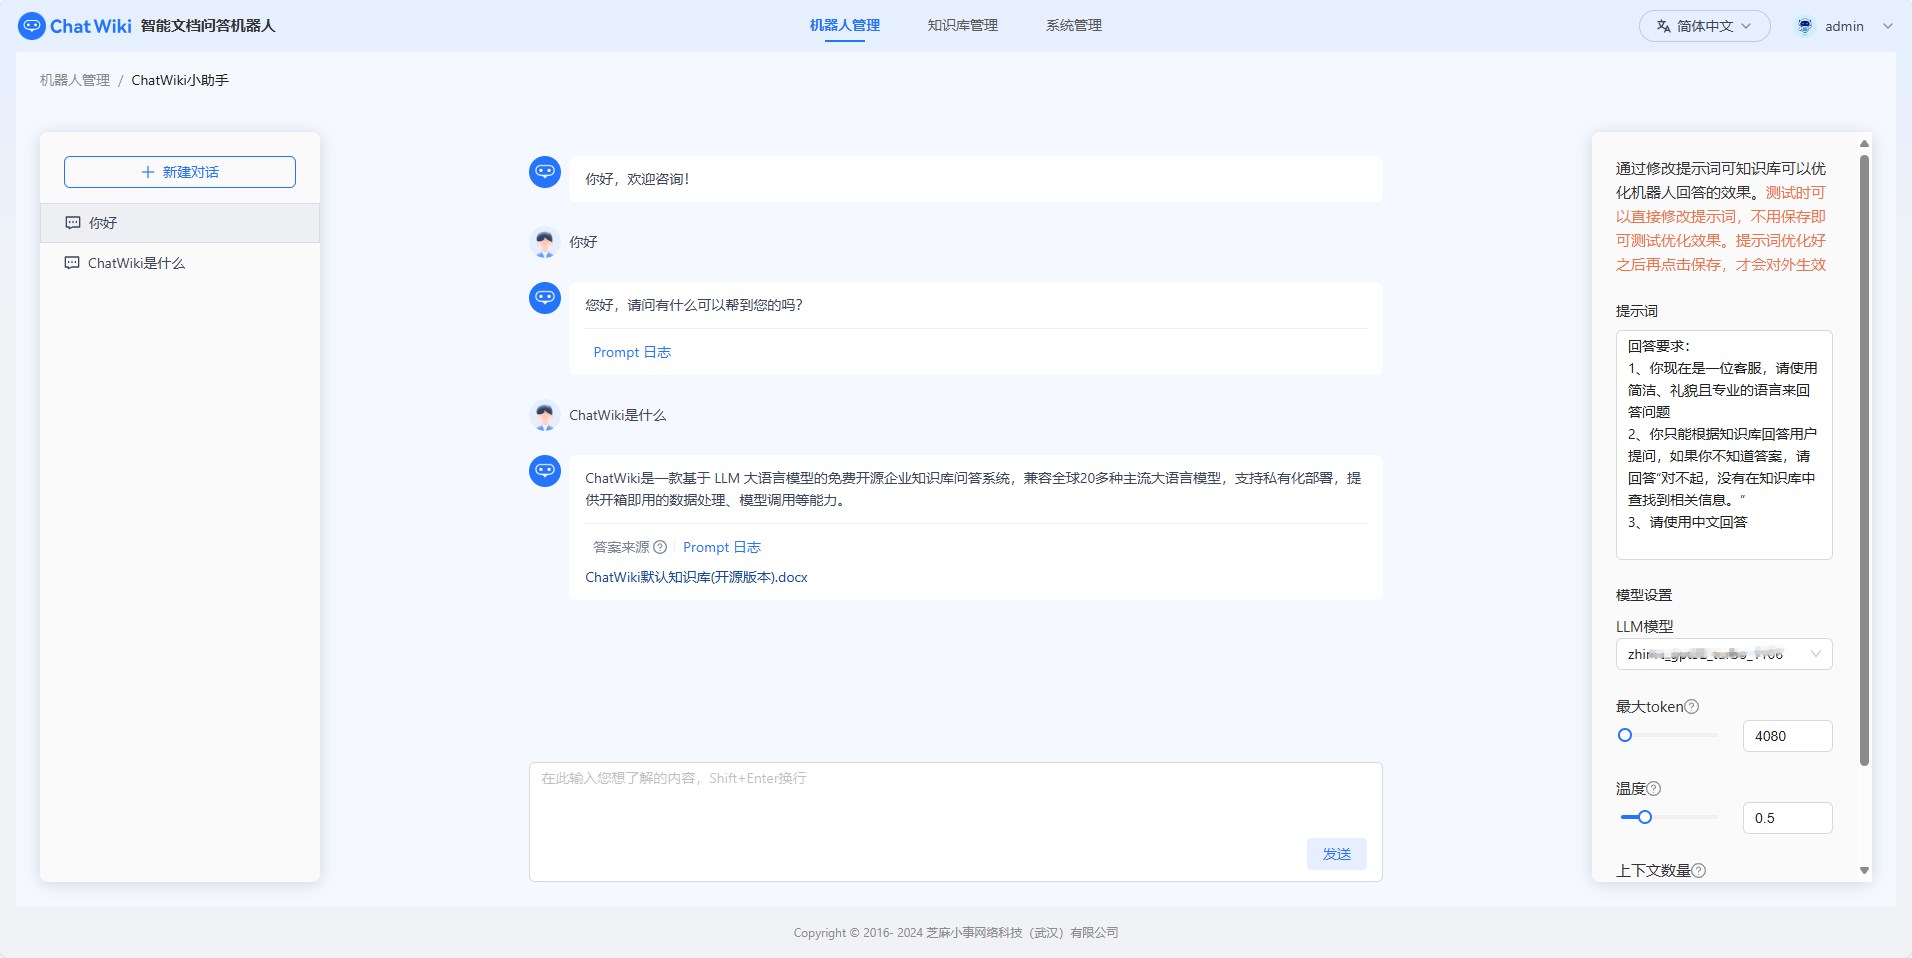 Chat Wiki 智能文档问答机器人
机器人管理
知识库管理
系统管理
简体中文
admin
机器人管理 / ChatWiki小助手
新建对话
你好
ChatWiki是什么
你好，欢迎咨询！
你好
您好，请问有什么可以帮到您的吗？
Prompt 日志
ChatWiki是什么
ChatWiki是一款基于 LLM 大语言模型的免费开源企业知识库问答系统，兼容全球20多种主流大语言模型，支持私有化部署，提
供开箱即用的数据处理、模型调用等能力。
答案来源 Prompt 日志
ChatWiki默认知识库(开源版本).docx
在此输入您想了解的内容，Shift+Enter换行
发送
通过修改提示词可知识库可以优
化机器人回答的效果。测试时可
以直接修改提示词，不用保存即
可测试优化效果。提示词优化好
之后再点击保存，才会对外生效
提示词
回答要求：
1、你现在是一位客服，请使用
简洁、礼貌且专业的语言来回
答问题
2、你只能根据知识库回答用户
提问，如果你不知道答案，请
回答“对不起，没有在知识库中
查找到相关信息。”
3、请使用中文回答
模型设置
LLM模型
最大token
4080
温度
0.5
上下文数量
Copyright © 2016- 2024 芝麻小事网络科技（武汉）有限公司